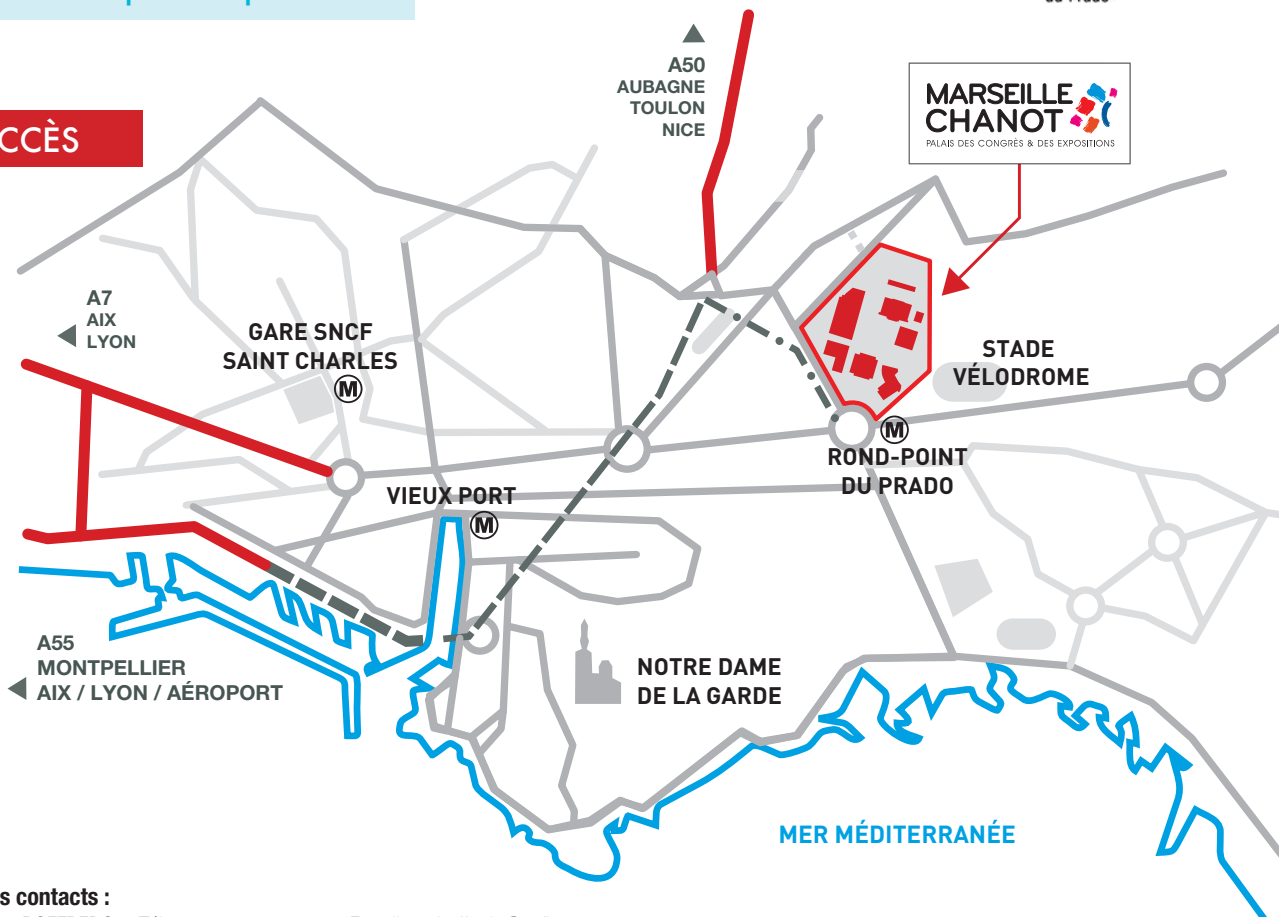 A50
AUBAGNE
TOULON
NICE
MARSEILLE
CHANOT
PALAIS DES CONGRÈS & DES EXPOSITIONS
CCÈS
A7
AIX
LYON
GARE SNCF
SAINT CHARLES
M
STADE
VÉLODROME
M
ROND-POINT
DU PRADO
VIEUX PORT
M
A55
MONTPELLIER
AIX / LYON / AÉROPORT
NOTRE DAME
DE LA GARDE
MER MÉDITERRANÉE
s contacts :